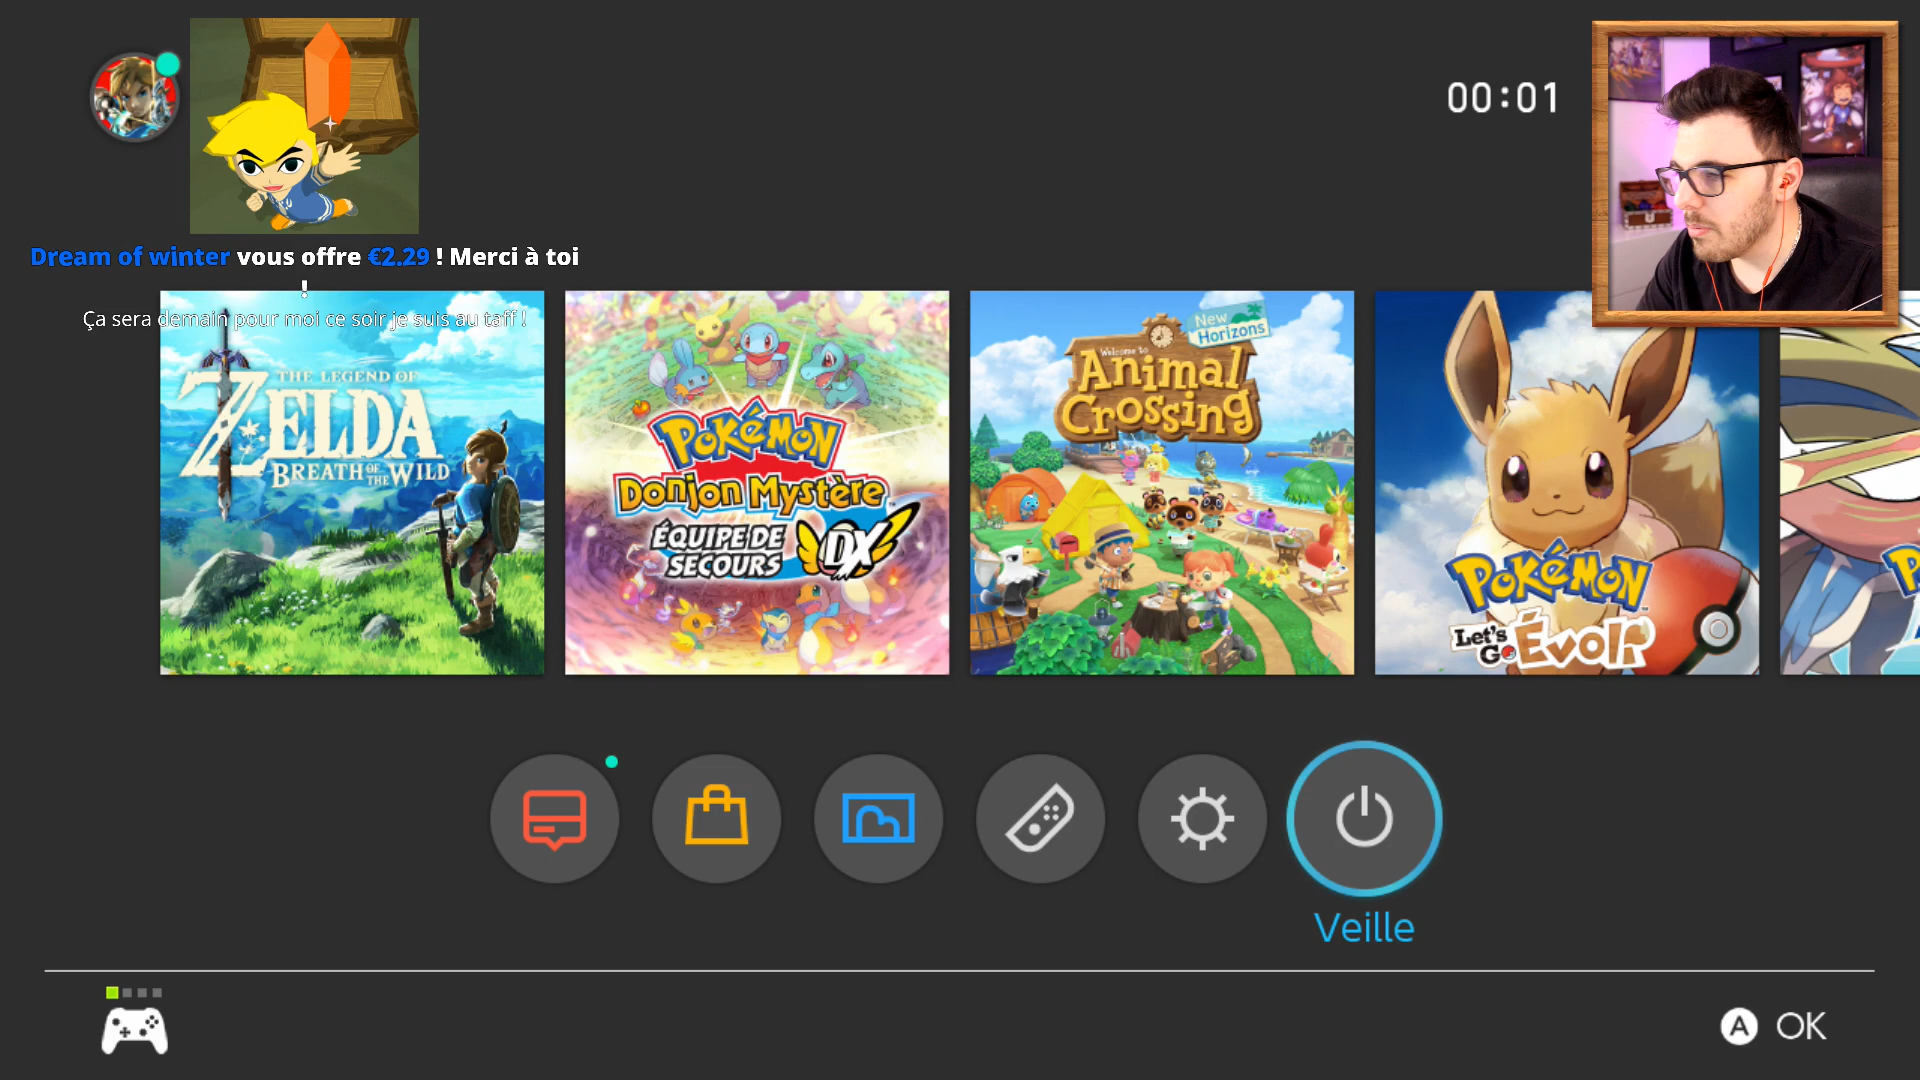 00:01
Dream of winter vous offre €2.29 ! Merci à toi
!
Ça sera demain pour moi ce soir je suis au taff !
THE LEGEND OF
ZELDA
BREATH OF THE WILD
POKéMON
Donjon Mystère
ÉQUIPE DE
SECOURS DX
New
Horizons
Welcome to
Animal
Crossing
POKéMON
Let's
Go Évoli
Veille
A OK